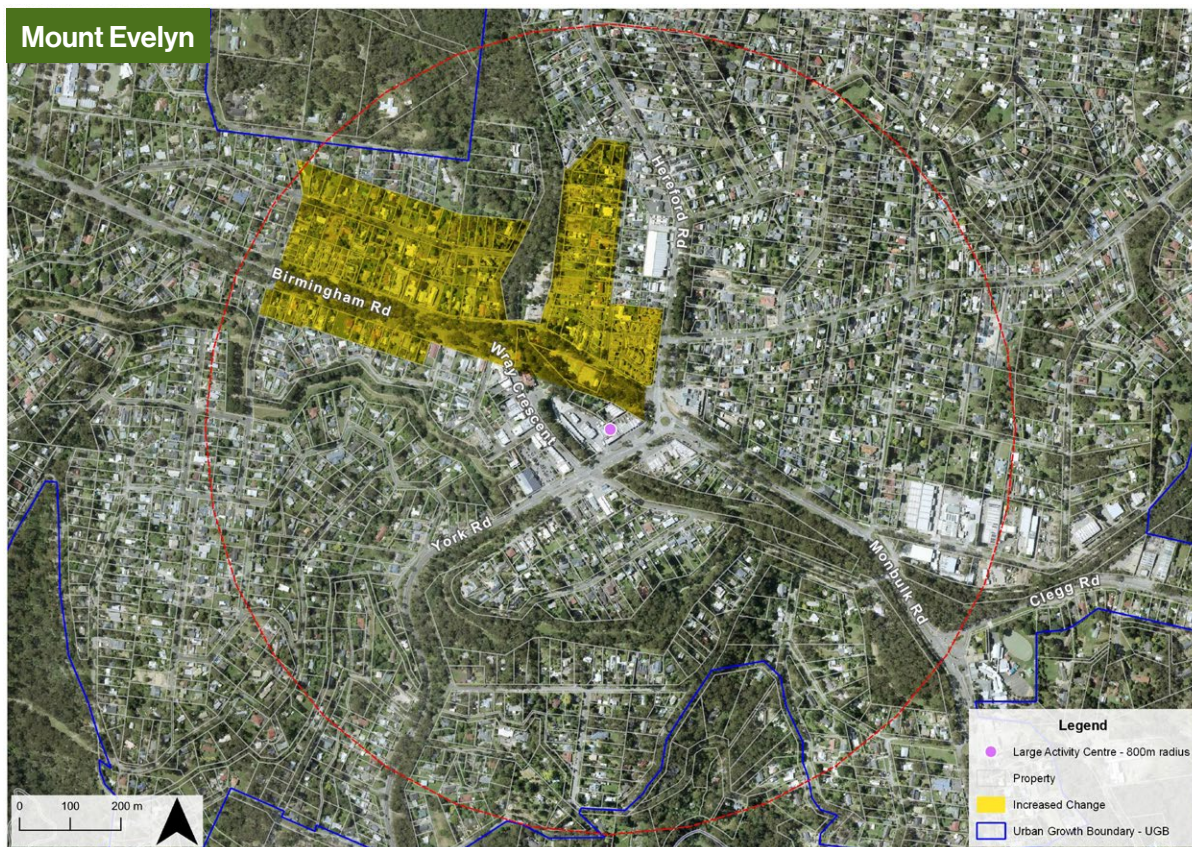 Mount Evelyn
Hereford Rd
Birmingham Rd
Wray Crescent
York Rd
Monbulk Rd
Clegg Rd
0 100 200 m
Legend
Large Activity Centre - 800m radius
Property
Increased Change
Urban Growth Boundary - UGB